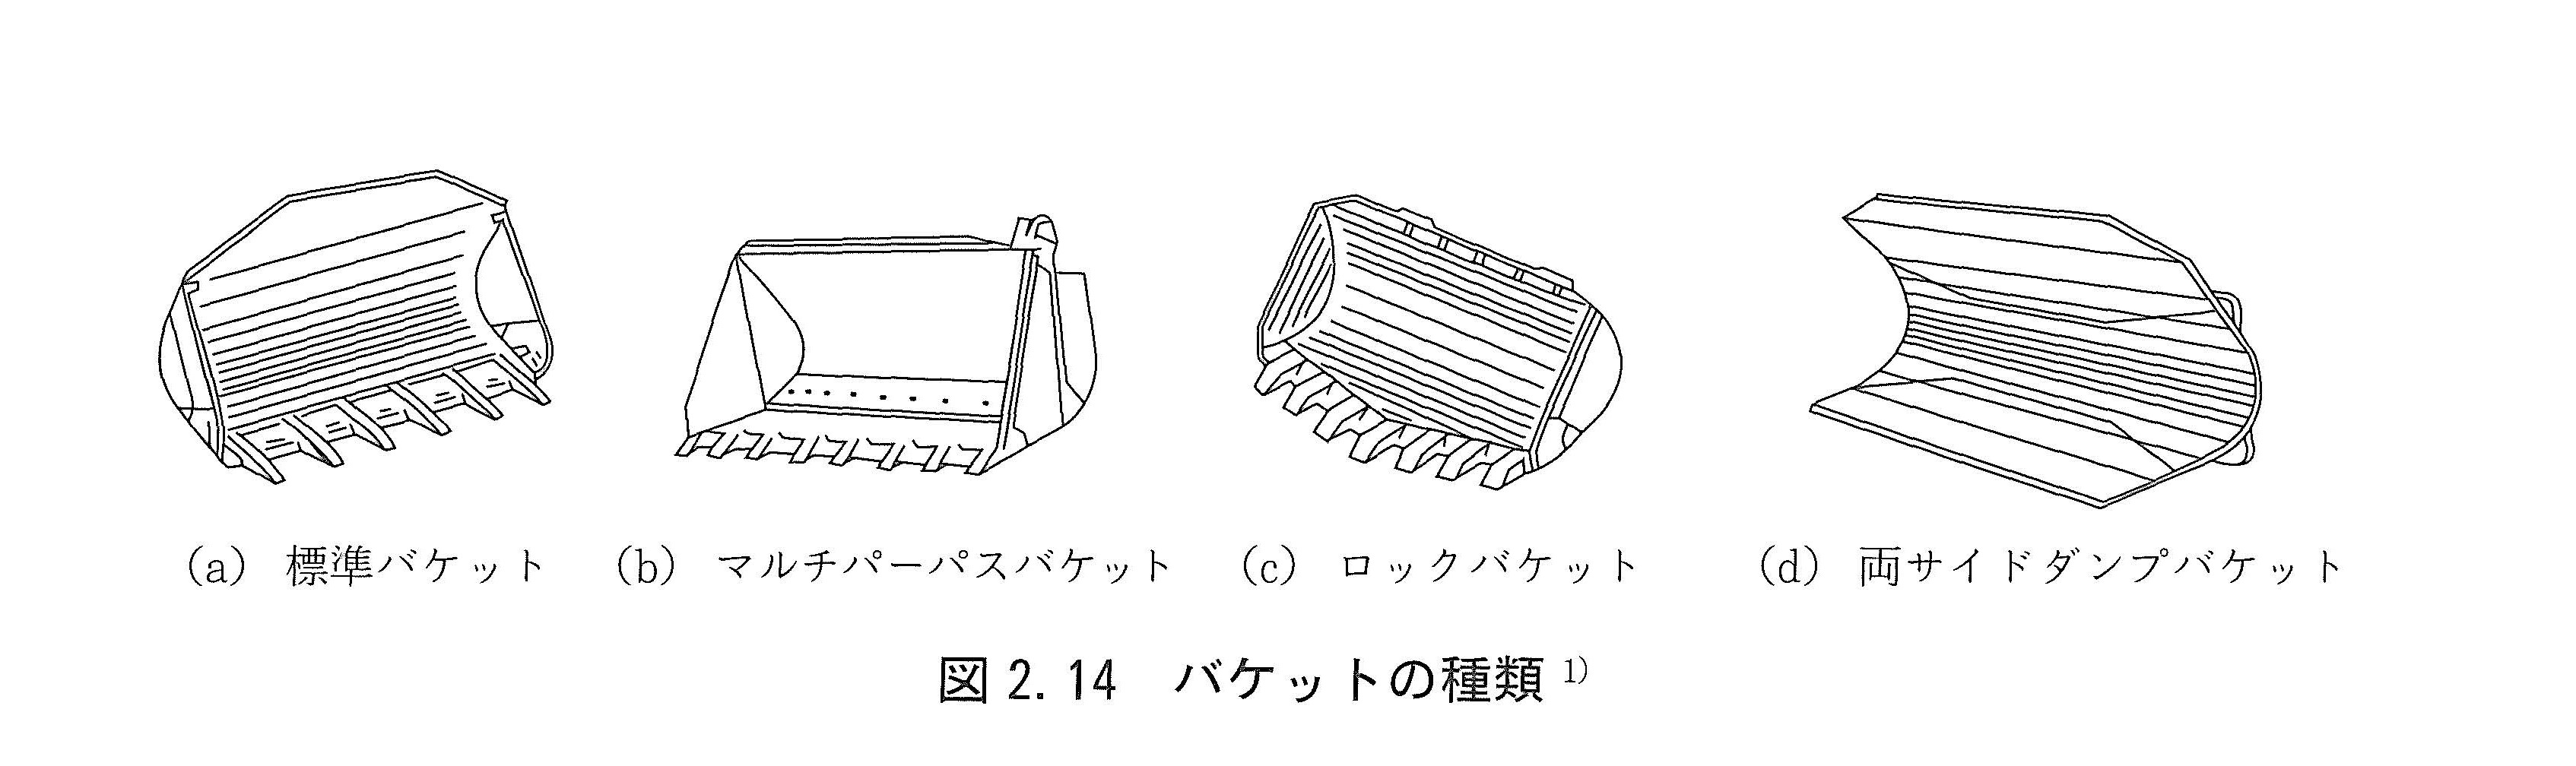 (a) 標準バケット (b) マルチパーパスバケット (c) ロックバケット (d) 両サイドダンプバケット
図2.14 バケットの種類 1)